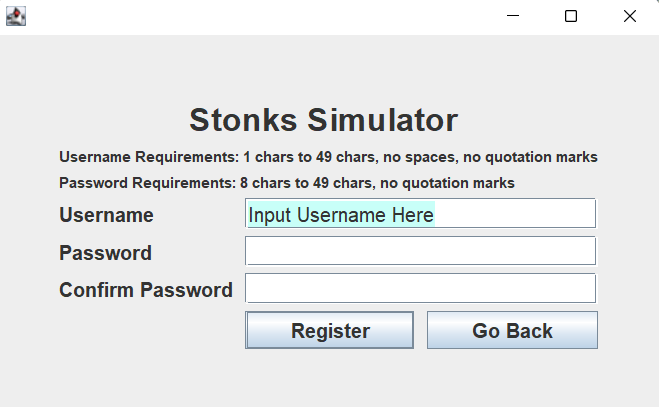 Stonks Simulator
Username Requirements: 1 chars to 49 chars, no spaces, no quotation marks
Password Requirements: 8 chars to 49 chars, no quotation marks
Username Input Username Here
Password
Confirm Password
Register Go Back